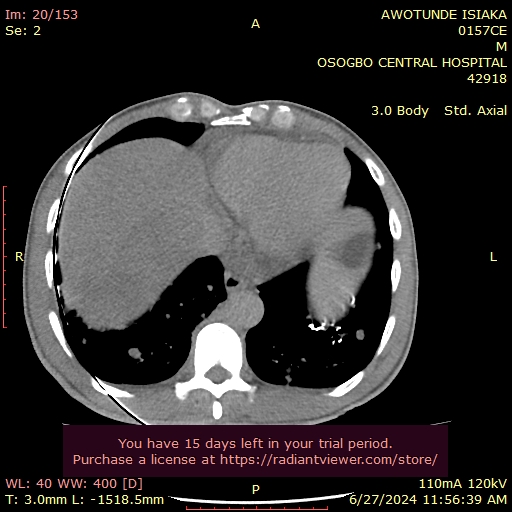 Im: 20/153
Se: 2
A
AWOTUNDE ISIAKA
0157CE
M
OSOGBO CENTRAL HOSPITAL
42918
3.0 Body Std. Axial
R
L
You have 15 days left in your trial period.
Purchase a license at https://radiantviewer.com/store/
WL: 40 WW: 400 [D]
T: 3.0mm L: -1518.5mm
P
110mA 120kV
6/27/2024 11:56:39 AM